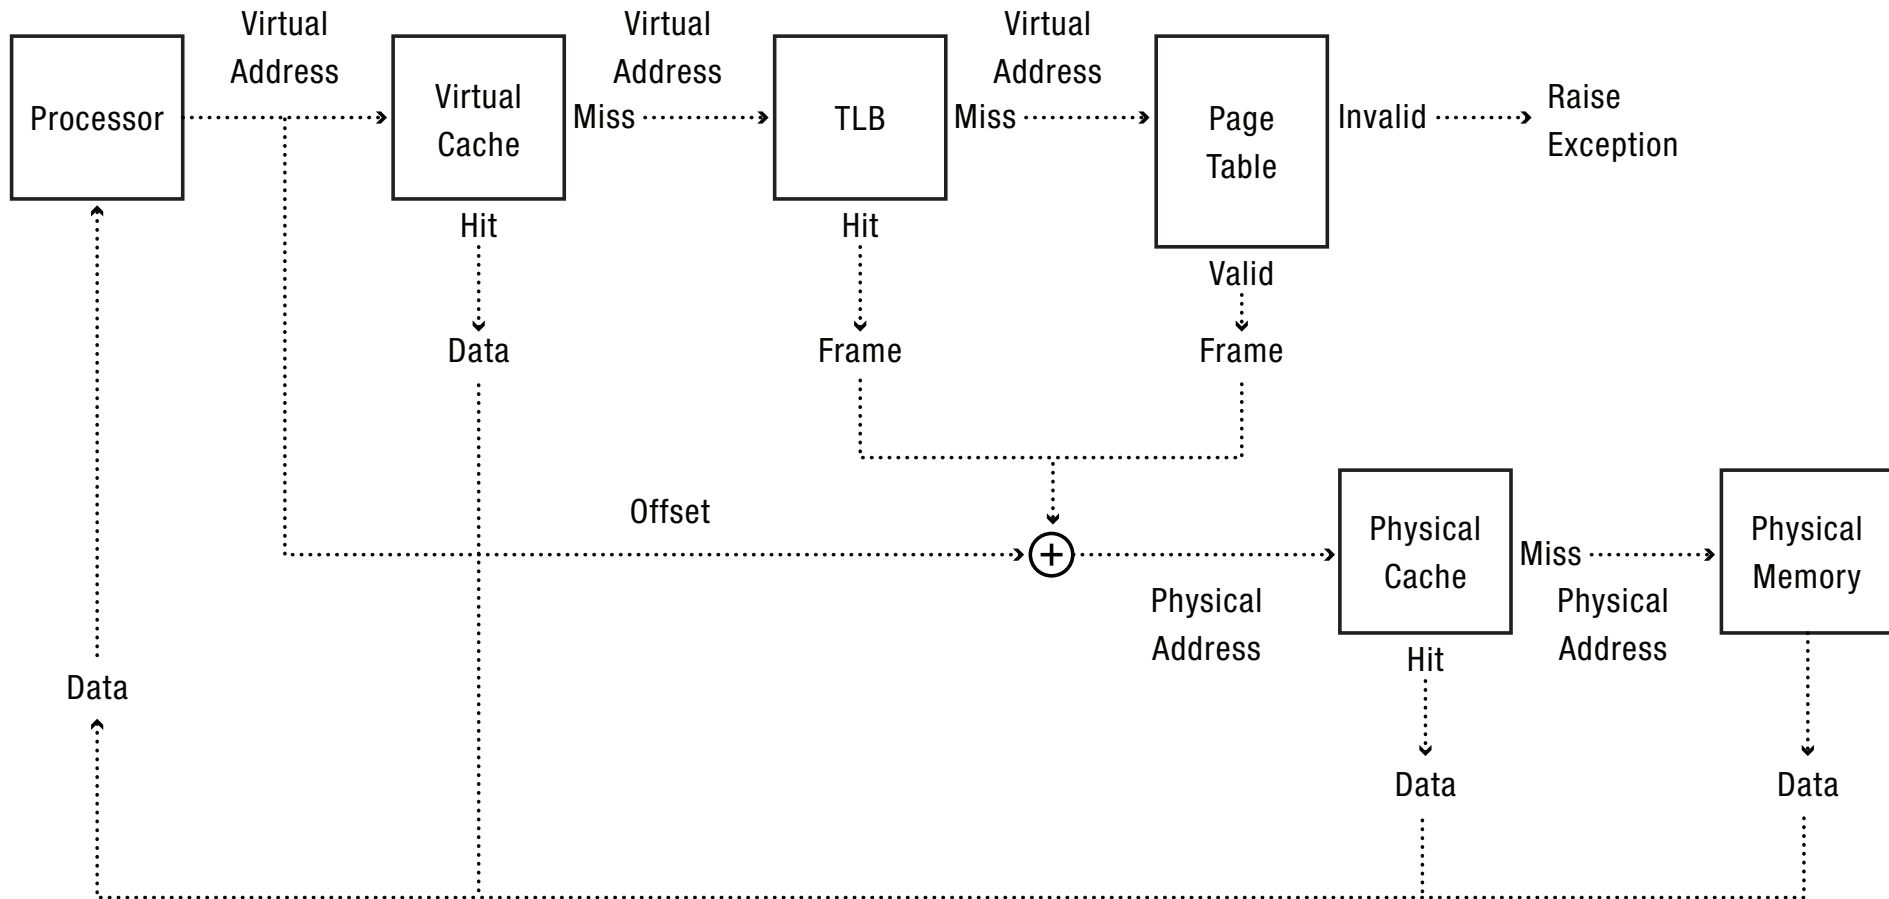 Virtual
Address
Virtual
Address
Virtual
Address
Processor
Virtual
Cache
Miss
TLB
Miss
Page
Table
Invalid
Raise
Exception
Hit
Hit
Valid
Data
Frame
Frame
Offset
Physical
Cache
Miss
Physical
Memory
+
Physical
Address
Physical
Address
Hit
Data
Data
Data